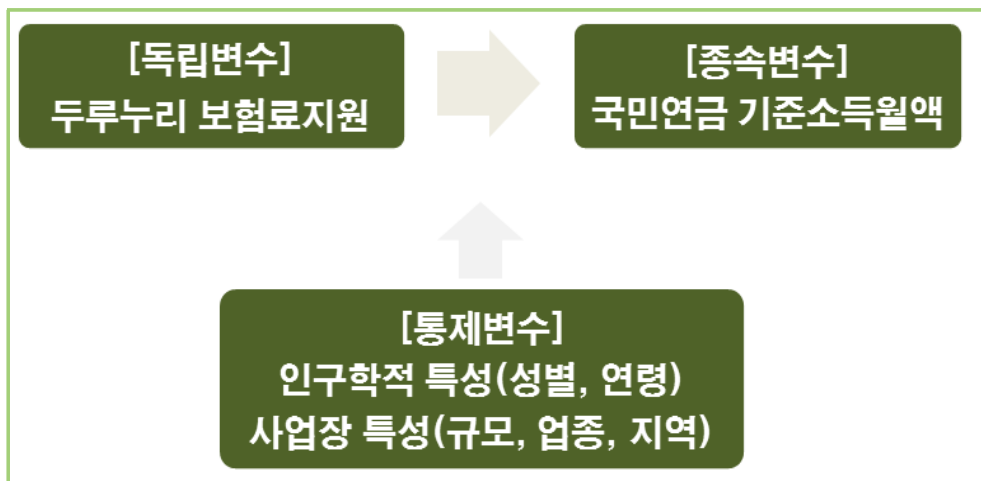 [독립변수]
두루누리 보험료지원
[종속변수]
국민연금 기준소득월액
[통제변수]
인구학적 특성(성별, 연령)
사업장 특성(규모, 업종, 지역)